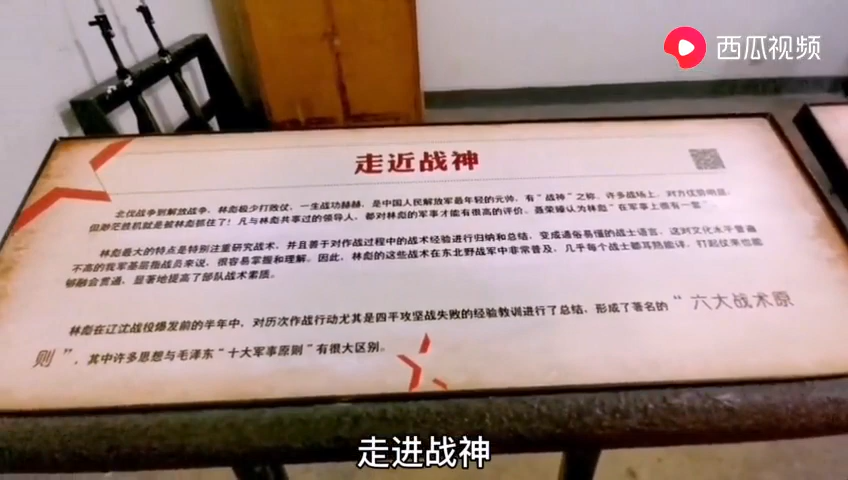 西瓜视频
走近战神
北伐战争到解放战争，林彪极少打败仗，一生战功赫赫，是中国人民解放军最年轻的元帅，有“战神”之称。许多战场上，对方优势明显，
但渺茫胜机就是被林彪抓住了！凡与林彪共事过的领导人，都对林彪的军事才能有很高的评价。聂荣臻认为林彪“在军事上很有一套”。
林彪最大的特点是特别注重研究战术，并且善于对作战过程中的战术经验进行归纳和总结，变成通俗易懂的战士语言，这对文化水平普遍
不高的我军基层指战员来说，很容易掌握和理解。因此，林彪的这些战术在东北野战军中非常普及，几乎每个战士都耳熟能详，打起仗来也能
够融会贯通，显著地提高了部队战术素质。
林彪在辽沈战役爆发前的半年中，对历次作战行动尤其是四平攻坚战失败的经验教训进行了总结，形成了著名的“六大战术原
则”，其中许多思想与毛泽东“十大军事原则”有很大区别。
走进战神